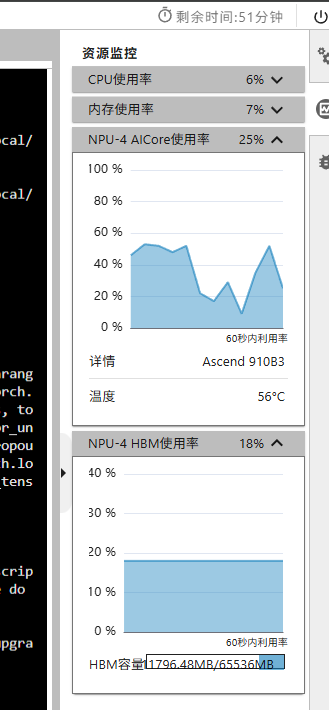 剩余时间:51分钟
资源监控
CPU使用率 6%
内存使用率 7%
NPU-4 AICore使用率 25%
100 %
80 %
60 %
40 %
20 %
0 %
60秒内利用率
详情 Ascend 910B3
温度 56°C
NPU-4 HBM使用率 18%
40 %
30 %
20 %
10 %
0 %
60秒内利用率
HBM容量 11796.48MB/65536MB
ocal/
ocal/
arang
orch.
, to
or_un
ropou
ch.lo
_tens
crip
do
upgra